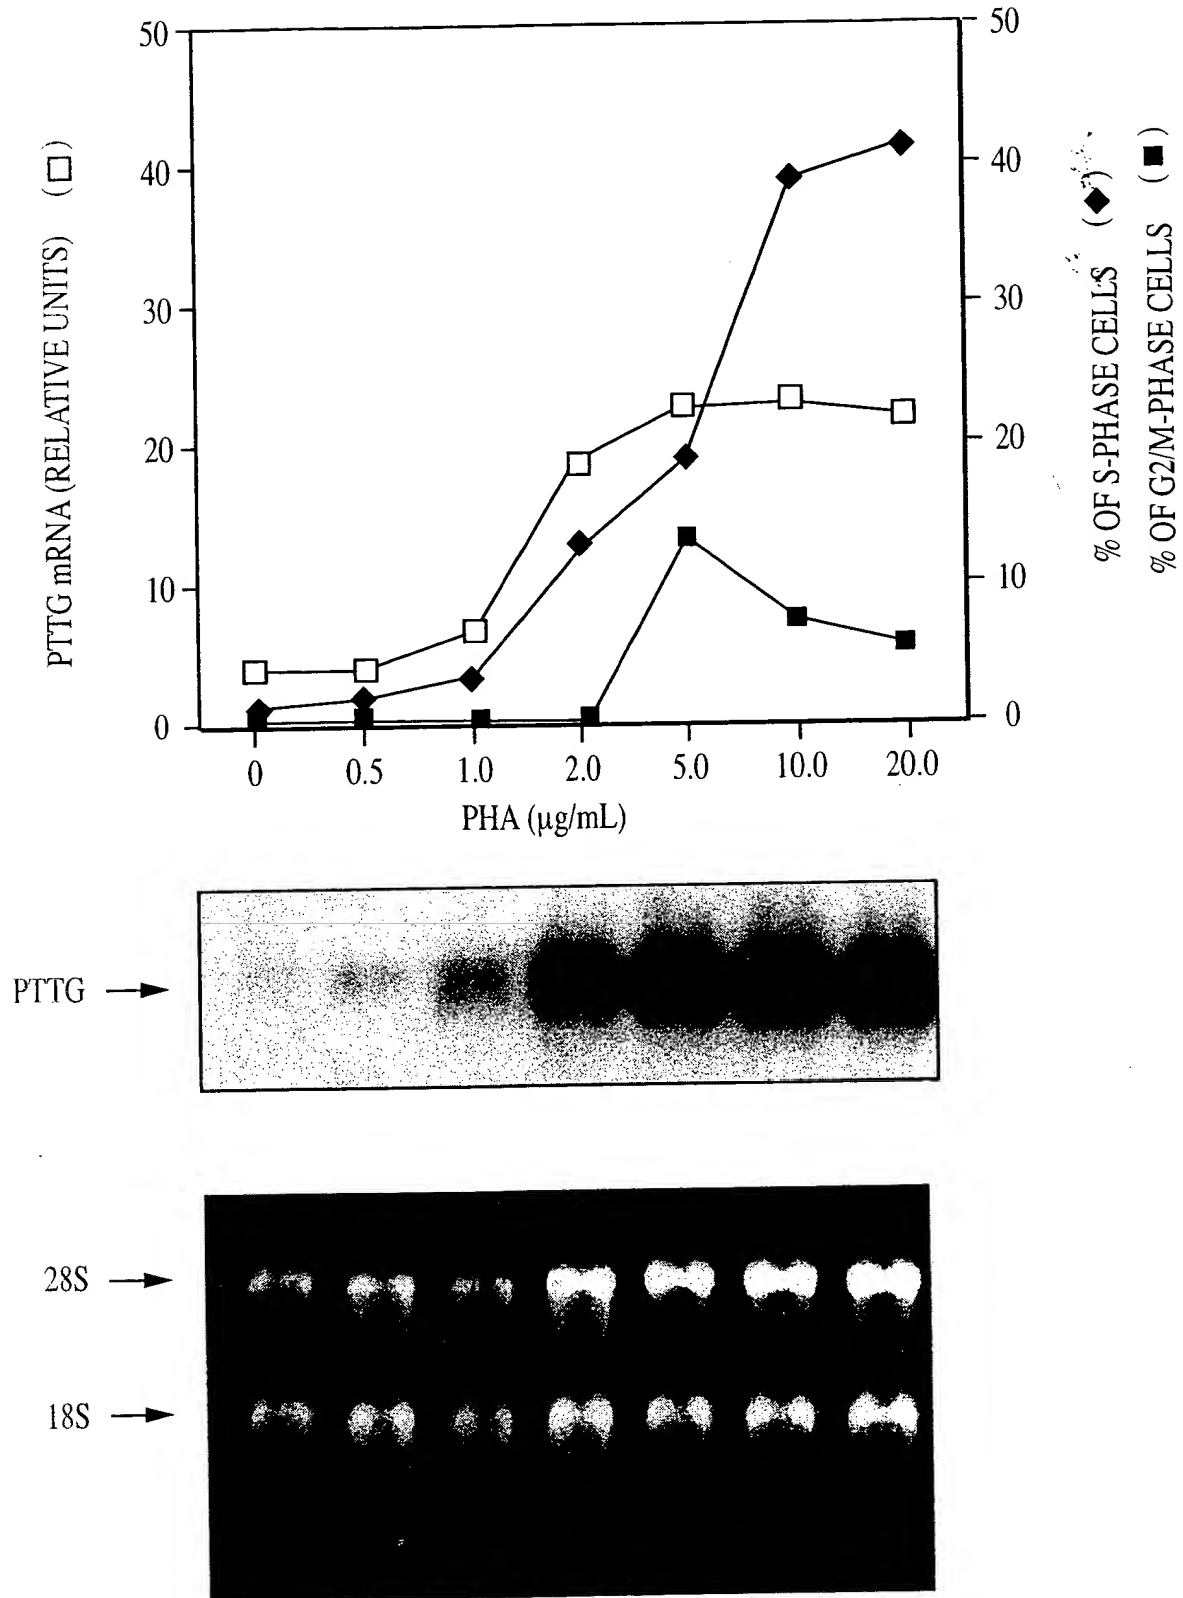 50
40
30
20
10
0
50
40
30
20
10
0
PTTG mRNA (RELATIVE UNITS) (□)
% OF S-PHASE CELLS (◆)
% OF G2/M-PHASE CELLS (■)
0 0.5 1.0 2.0 5.0 10.0 20.0
PHA (µg/mL)
PTTG
28S
18S